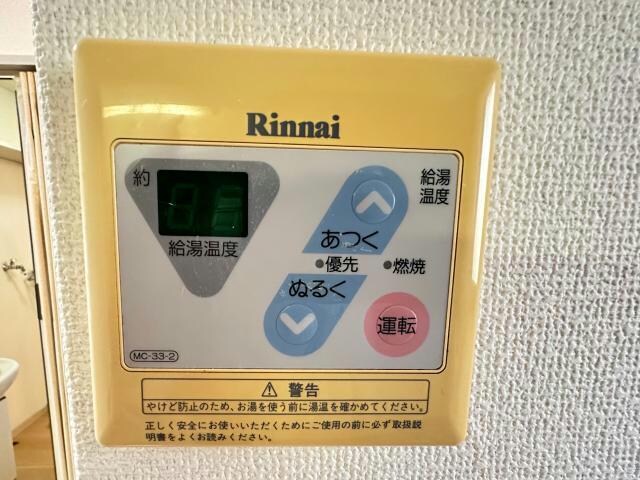 Rinnai
約
給湯温度
給湯
温度
あつく
優先
燃焼
ぬるく
運転
MC-33-2
⚠ 警告
やけど防止のため、お湯を使う前に湯温を確かめてください。
正しく安全にお使いいただくためにご使用の前に必ず取扱説
明書をよくお読みください。